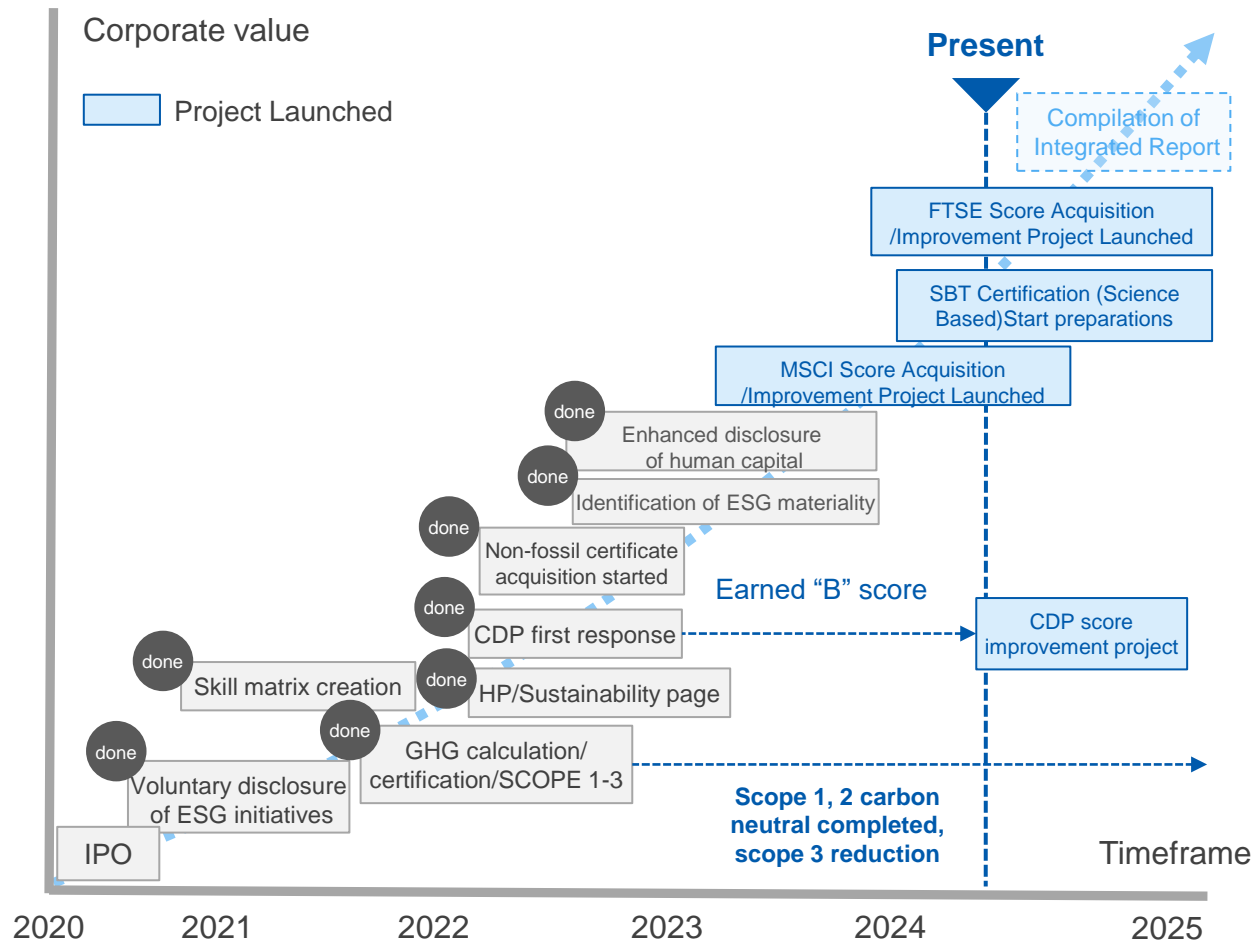 Corporate value
Present
Project Launched
Compilation of
Integrated Report
FTSE Score Acquisition
/Improvement Project Launched
SBT Certification (Science
Based)Start preparations
MSCI Score Acquisition
/Improvement Project Launched
done
Enhanced disclosure
of human capital
done
Identification of ESG materiality
done
Non-fossil certificate
acquisition started
Earned “B” score
done
CDP first response
CDP score
improvement project
done
Skill matrix creation
done
HP/Sustainability page
done
GHG calculation/
certification/SCOPE 1-3
done
Voluntary disclosure
of ESG initiatives
Scope 1, 2 carbon
neutral completed,
scope 3 reduction
IPO
Timeframe
2020
2021
2022
2023
2024
2025